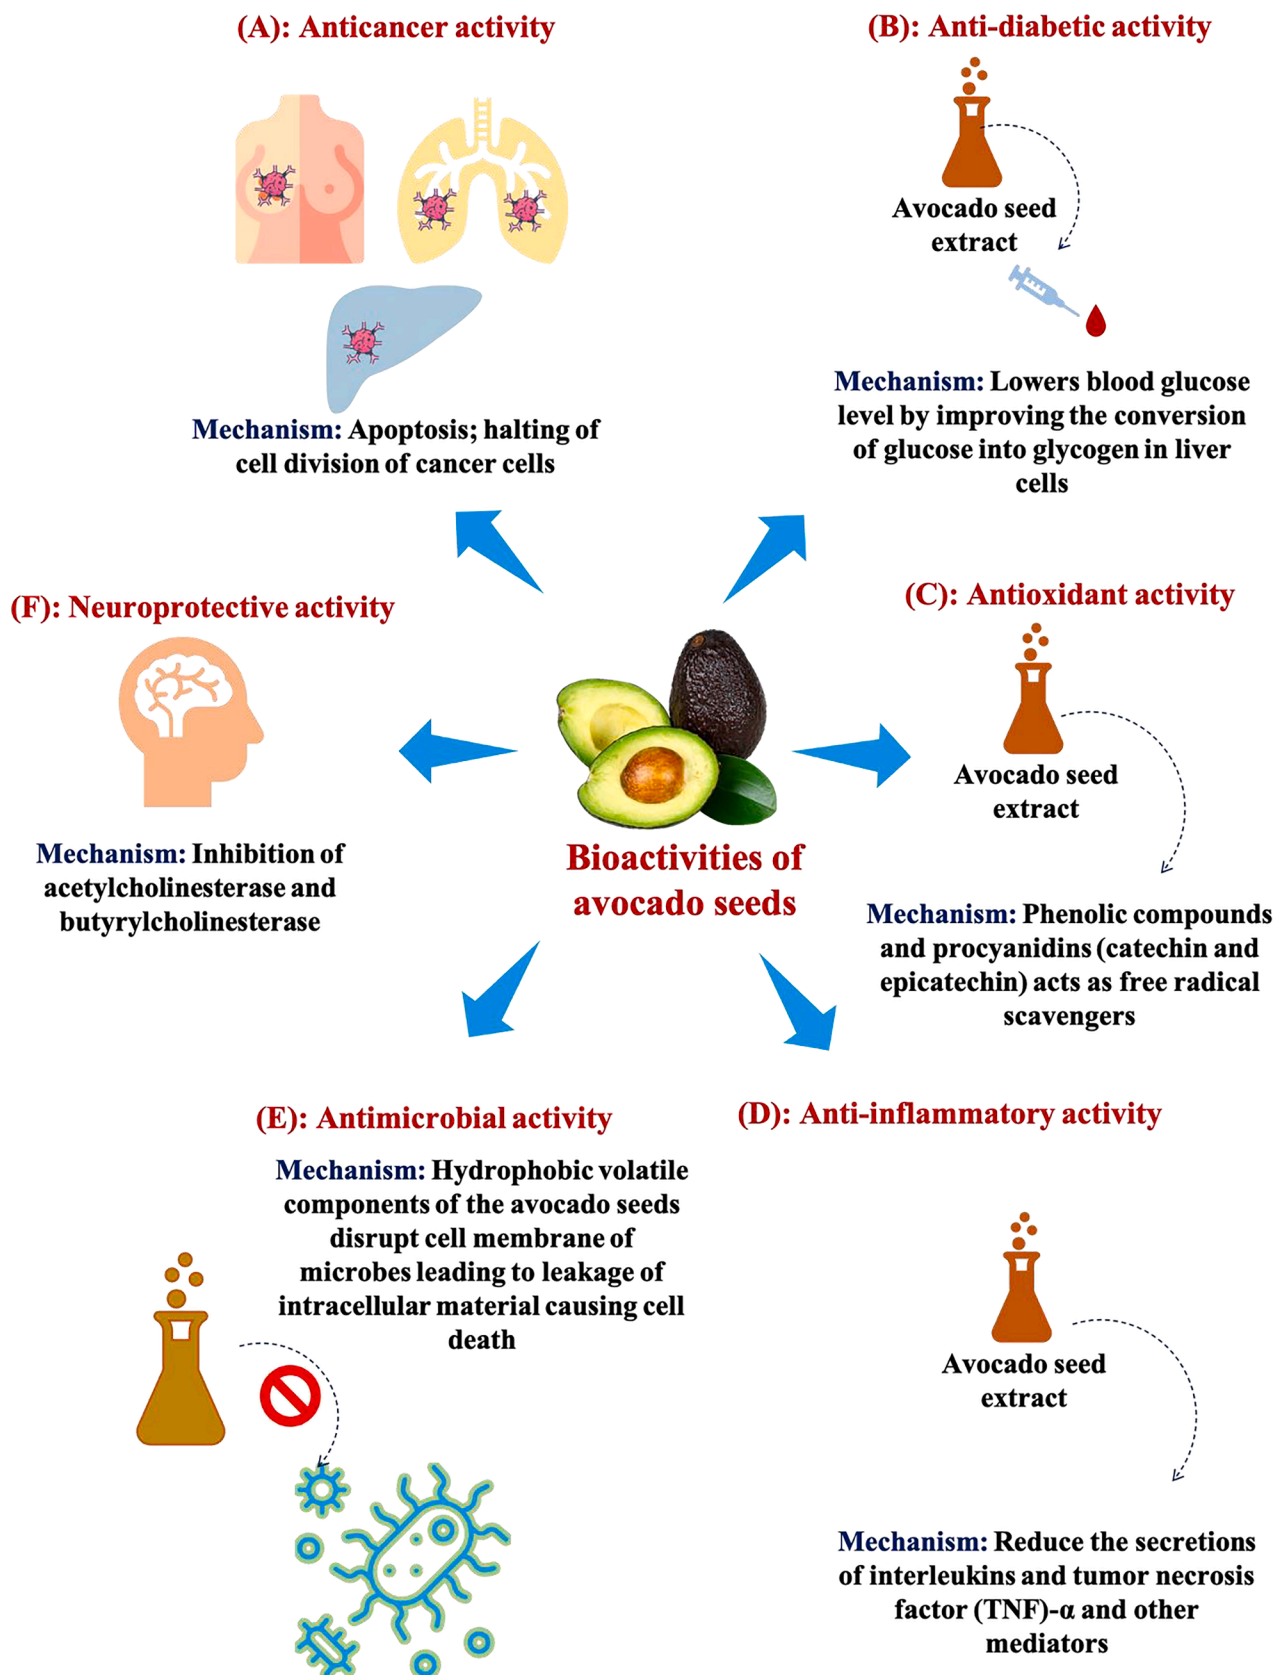 (A): Anticancer activity
Mechanism: Apoptosis; halting of
cell division of cancer cells
(B): Anti-diabetic activity
Avocado seed
extract
Mechanism: Lowers blood glucose
level by improving the conversion
of glucose into glycogen in liver
cells
(F): Neuroprotective activity
Mechanism: Inhibition of
acetylcholinesterase and
butyrylcholinesterase
Bioactivities of
avocado seeds
(C): Antioxidant activity
Avocado seed
extract
Mechanism: Phenolic compounds
and procyanidins (catechin and
epicatechin) acts as free radical
scavengers
(E): Antimicrobial activity
Mechanism: Hydrophobic volatile
components of the avocado seeds
disrupt cell membrane of
microbes leading to leakage of
intracellular material causing cell
death
(D): Anti-inflammatory activity
Avocado seed
extract
Mechanism: Reduce the secretions
of interleukins and tumor necrosis
factor (TNF)-α and other
mediators